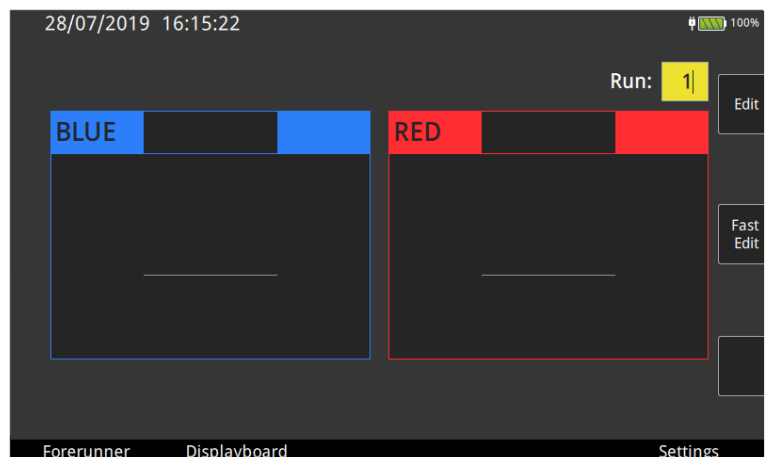 28/07/2019 16:15:22 100%
Run: 1
Edit
BLUE RED
Fast
Edit
Forerunner Displayboard Settings